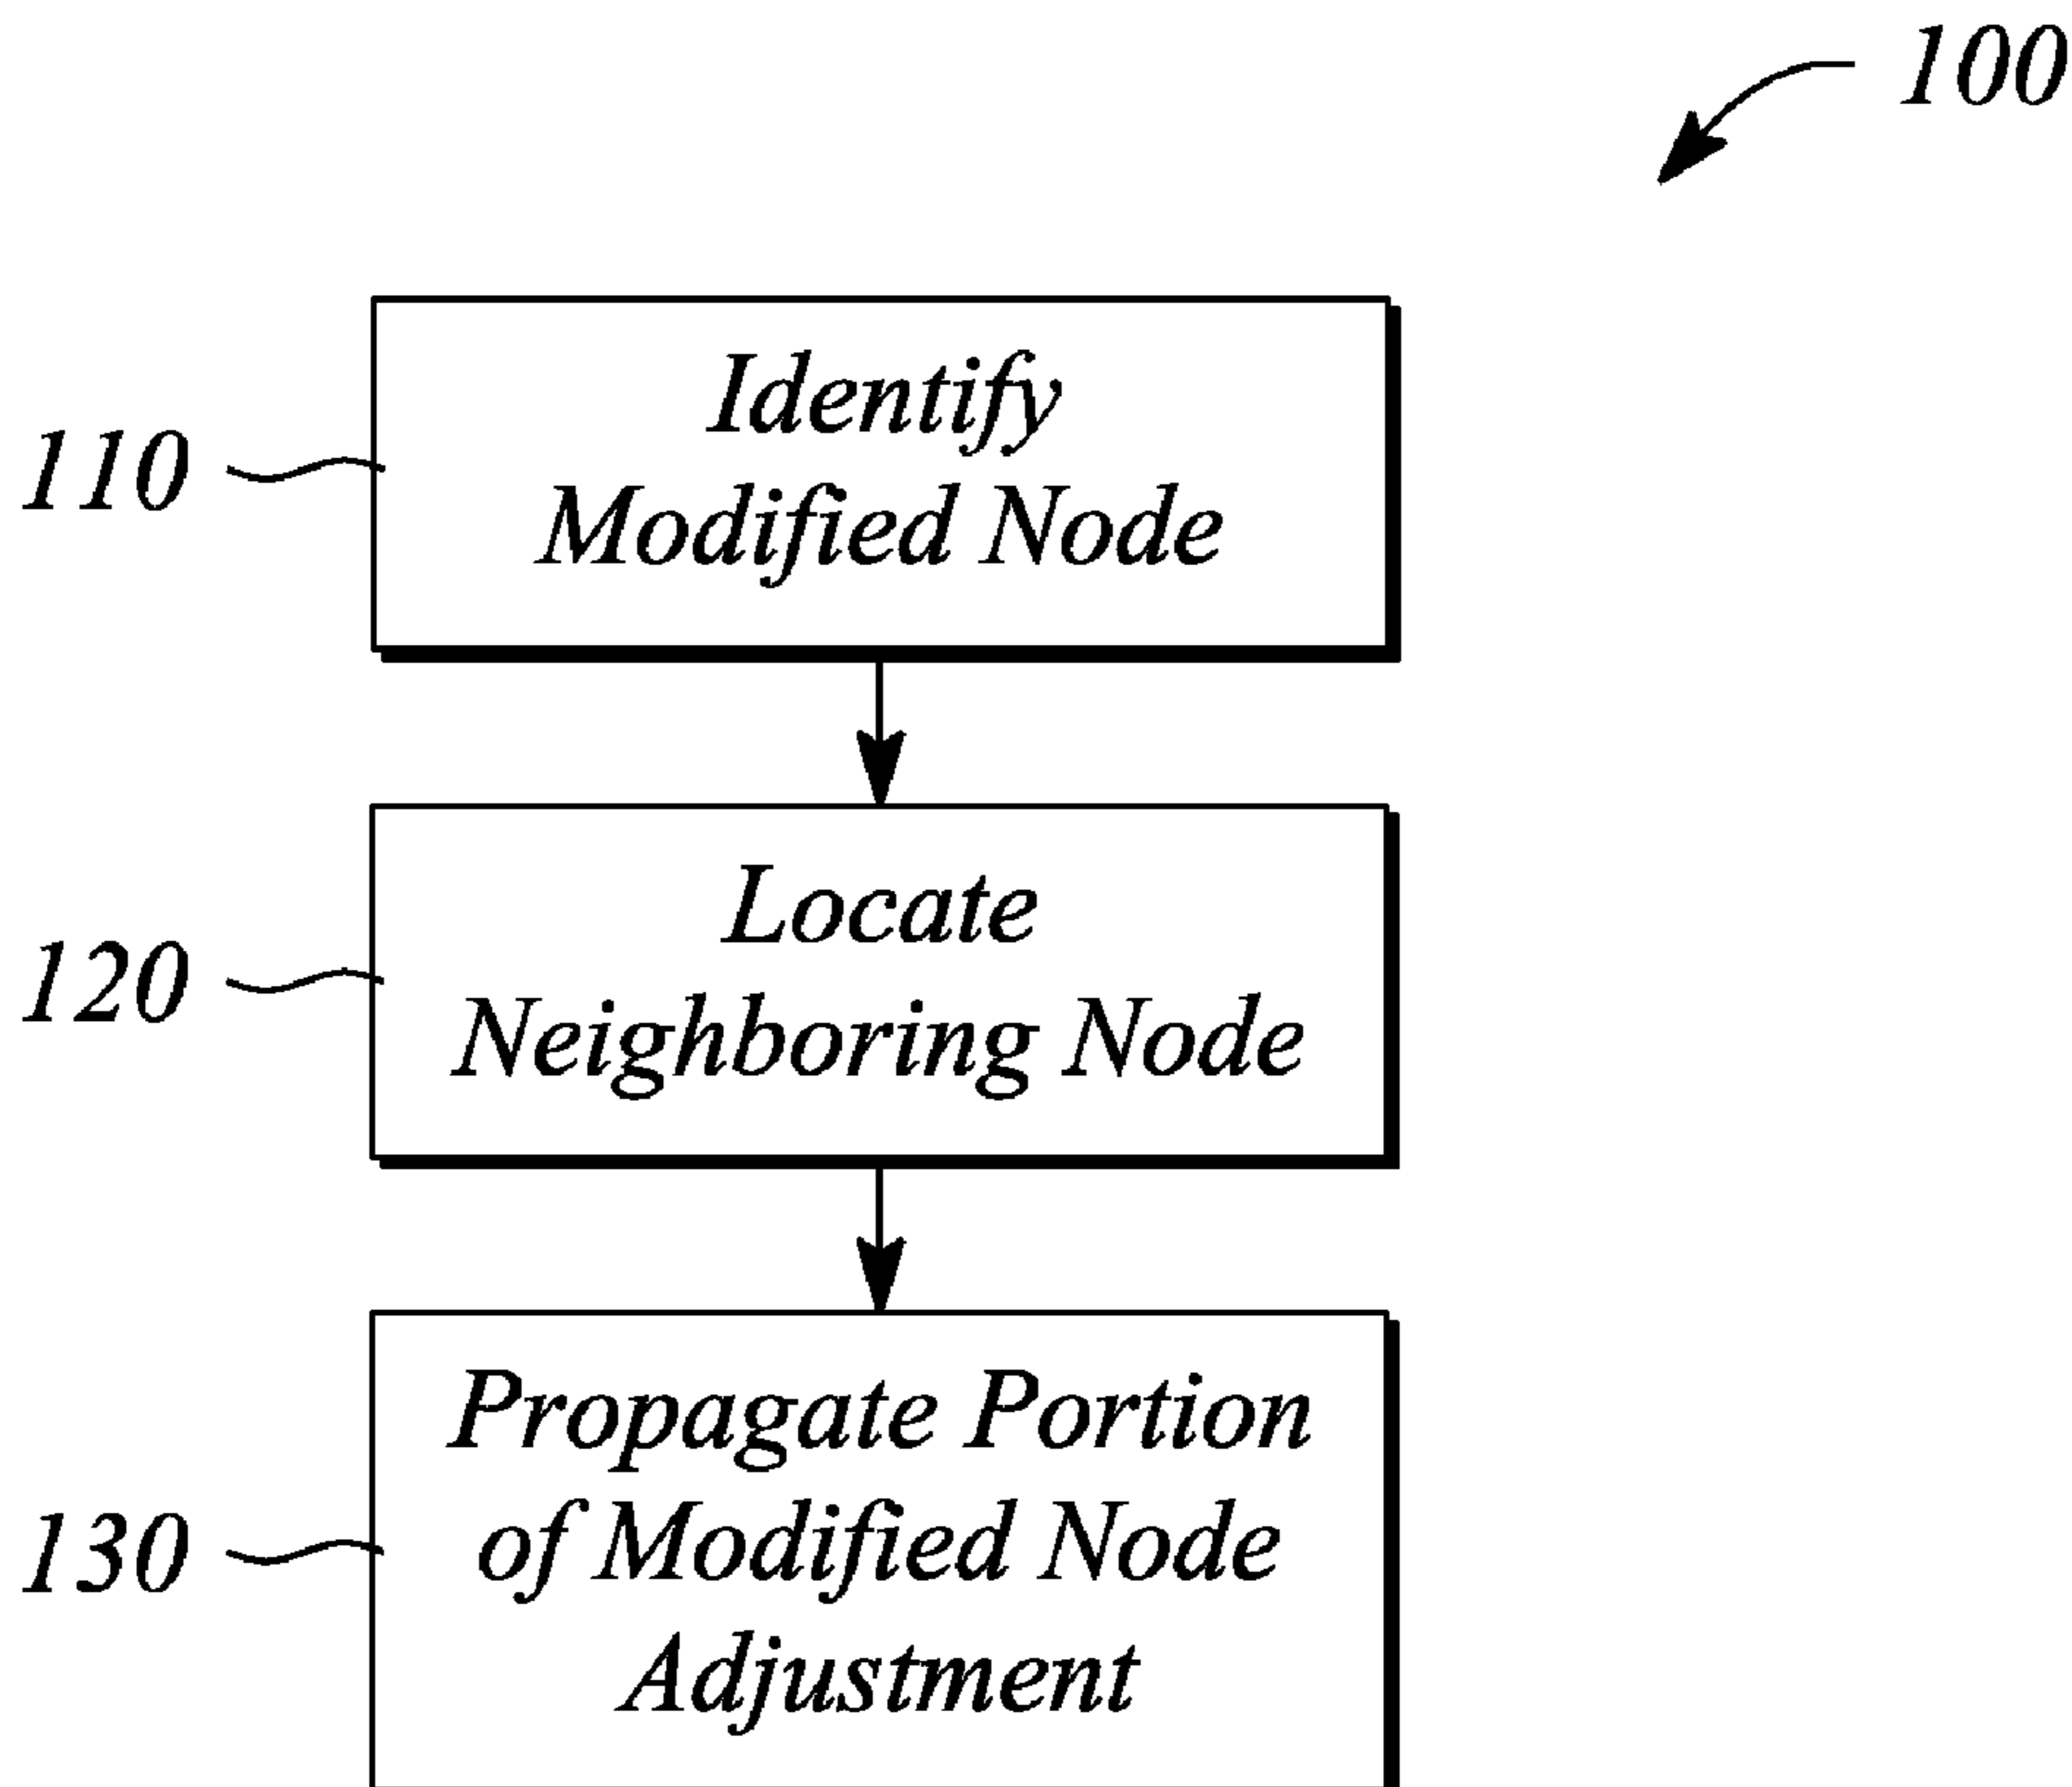 100
110
Identify
Modified Node
120
Locate
Neighboring Node
130
Propagate Portion
of Modified Node
Adjustment